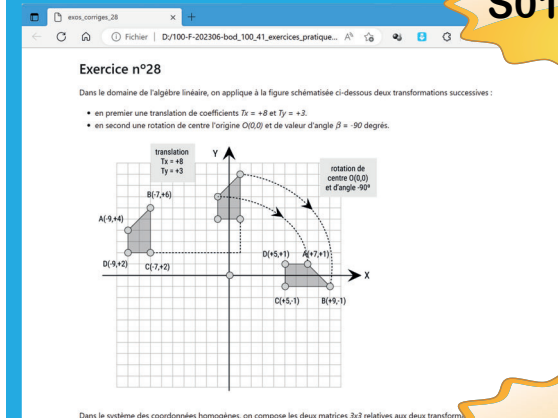 S01
exos_corriges_28
Fichier | D:/100-F-202306-bod_100_41_exercices_pratique...
Exercice n°28
Dans le domaine de l'algèbre linéaire, on applique à la figure schématisée ci-dessous deux transformations successives :
• en premier une translation de coefficients Tx = +8 et Ty = +3.
• en second une rotation de centre l'origine O(0,0) et de valeur d'angle β = -90 degrés.
translation
Tx = +8
Ty = +3
Y
rotation de
centre O(0,0)
et d'angle -90°
B(-7,+6)
A(-9,+4)
D(-9,+2)
C(-7,+2)
D(+5,+1)
A(+7,+1)
X
C(+5,-1)
B(+9,-1)
Dans le système des coordonnées homogènes, on compose les deux matrices 3x3 relatives aux deux